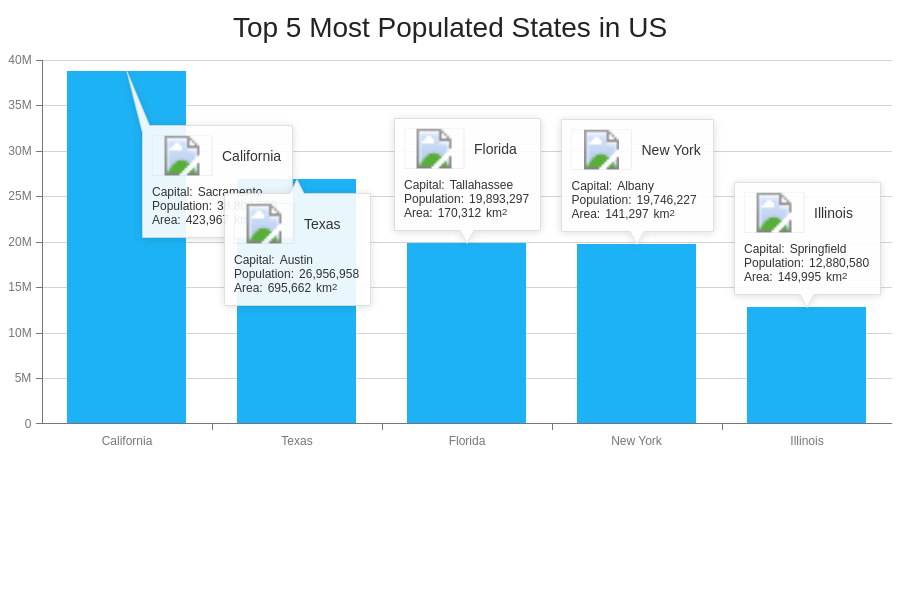 Top 5 Most Populated States in US
40M
35M
30M
25M
20M
15M
10M
5M
0
California
Capital: Sacramento
Population:
Area: 423,967 km²
Texas
Capital: Austin
Population: 26,956,958
Area: 695,662 km²
Florida
Capital: Tallahassee
Population: 19,893,297
Area: 170,312 km²
New York
Capital: Albany
Population: 19,746,227
Area: 141,297 km²
Illinois
Capital: Springfield
Population: 12,880,580
Area: 149,995 km²
California
Texas
Florida
New York
Illinois